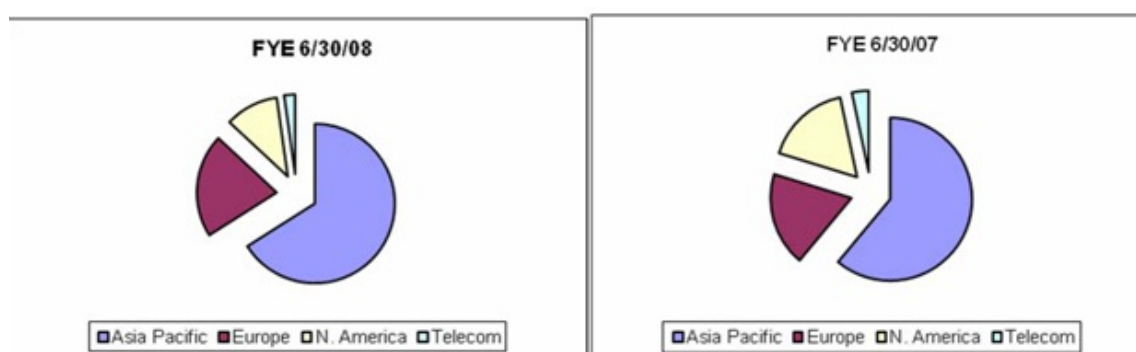 FYE 6/30/08
Asia Pacific Europe N. America Telecom
FYE 6/30/07
Asia Pacific Europe N. America Telecom